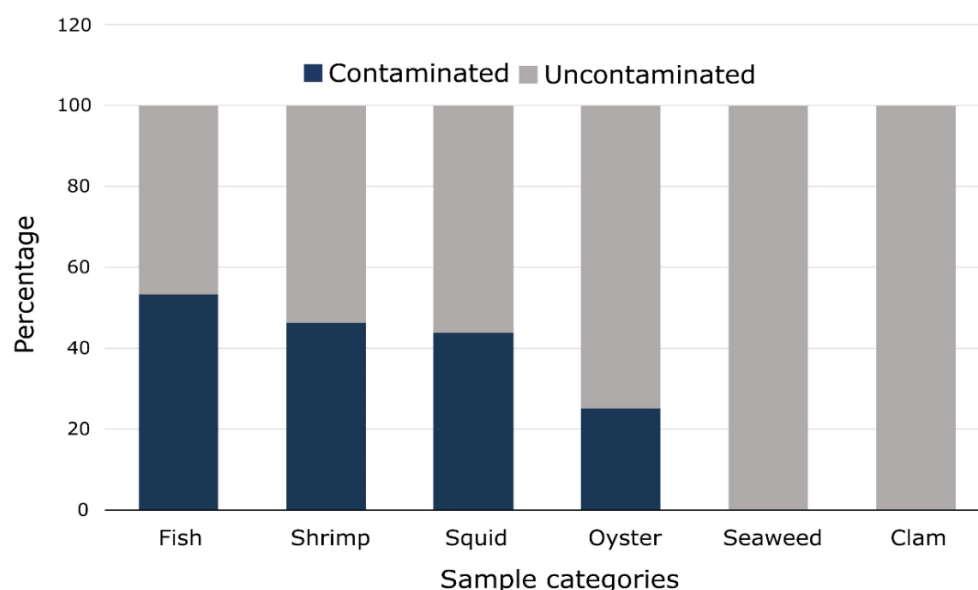 120
Contaminated Uncontaminated
100
80
60
40
20
0
Percentage
Fish Shrimp Squid Oyster Seaweed Clam
Sample categories